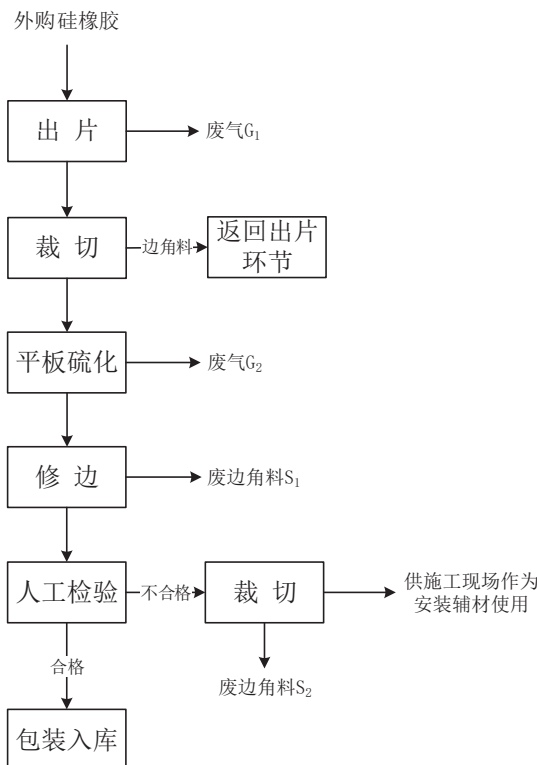 外购硅橡胶
出 片
废气G₁
裁 切
边角料
返回出片
环节
平板硫化
废气G₂
修 边
废边角料S₁
人工检验
不合格
裁 切
供施工现场作为
安装辅材使用
合格
废边角料S₂
包装入库